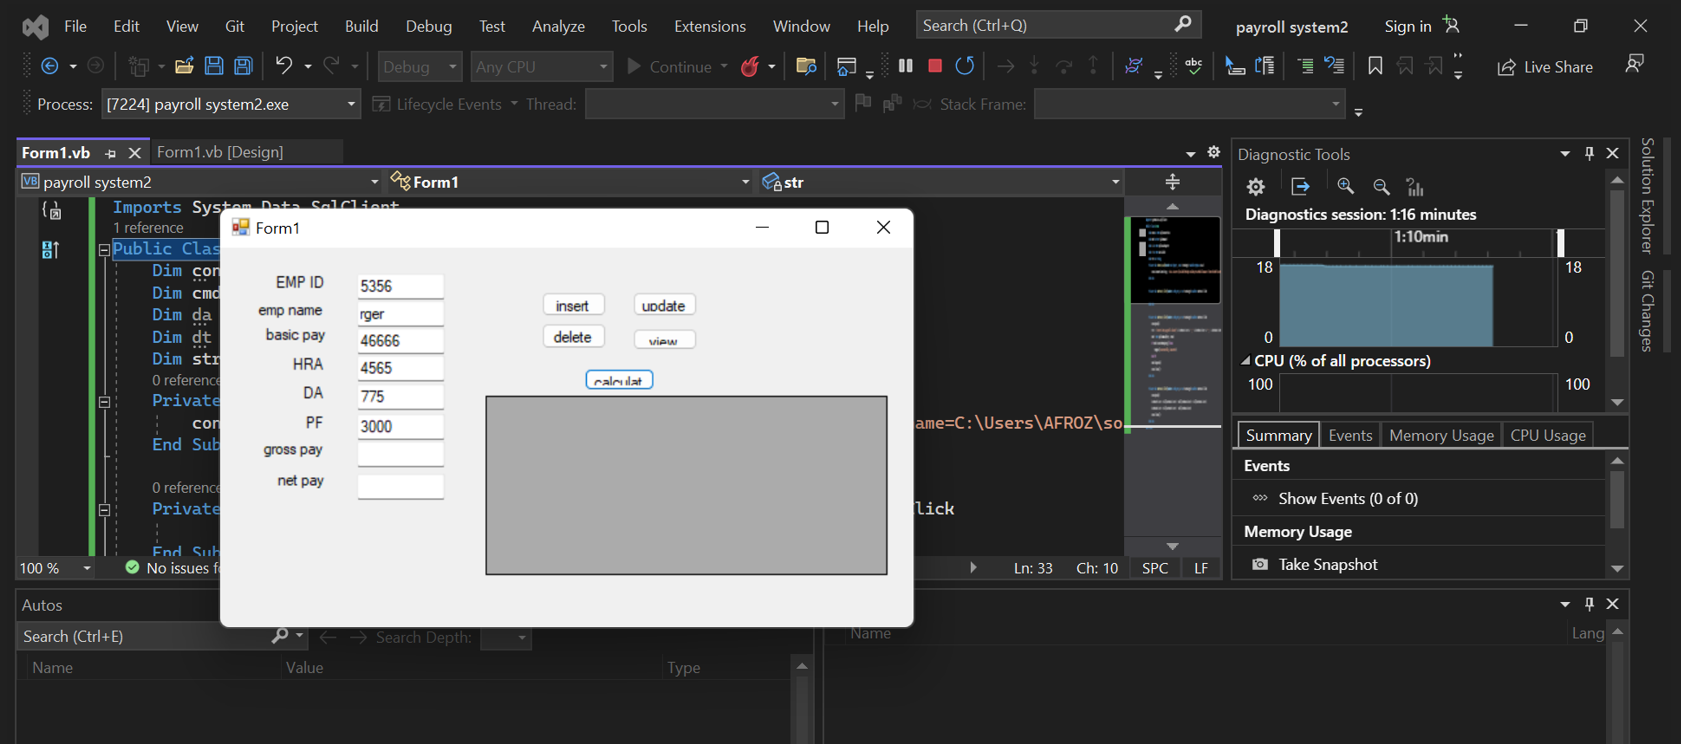 File Edit View Git Project Build Debug Test Analyze Tools Extensions Window Help Search (Ctrl+Q) payroll system2 Sign in
Debug Any CPU Continue Live Share
Process: [7224] payroll system2.exe Lifecycle Events Thread: Stack Frame:
Form1.vb Form1.vb [Design]
VB payroll system2 Form1 str
Imports System.Data.SqlClient
1 reference
Public Clas
Dim con
Dim cmd
Dim da
Dim dt
Dim str
0 reference
Private
con ame=C:\Users\AFROZ\so
End Sub
0 reference
Private lick
End Sub
100 % No issues fo Ln: 33 Ch: 10 SPC LF
Form1
EMP ID 5356
emp name rger
basic pay 46666
HRA 4565
DA 775
PF 3000
gross pay
net pay
insert update
delete view
calculat
Diagnostic Tools
Diagnostics session: 1:16 minutes
1:10min
18 18
0 0
CPU (% of all processors)
100 100
Summary Events Memory Usage CPU Usage
Events
Show Events (0 of 0)
Memory Usage
Take Snapshot
Solution Explorer
Git Changes
Autos
Search (Ctrl+E) Search Depth:
Name Value Type
Name Lang